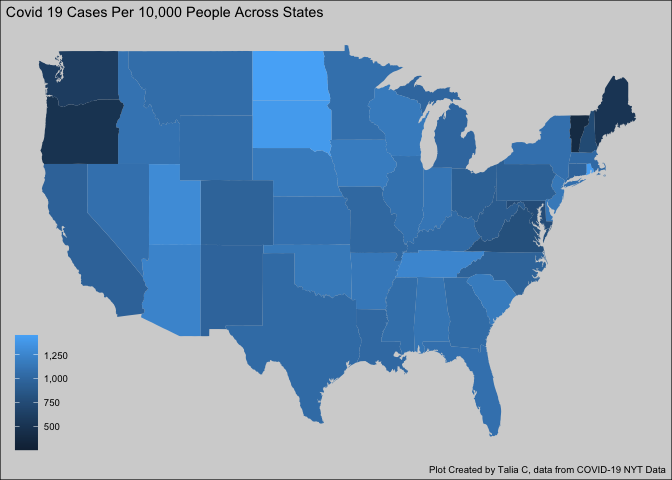 Covid 19 Cases Per 10,000 People Across States
1,250
1,000
750
500
Plot Created by Talia C, data from COVID-19 NYT Data